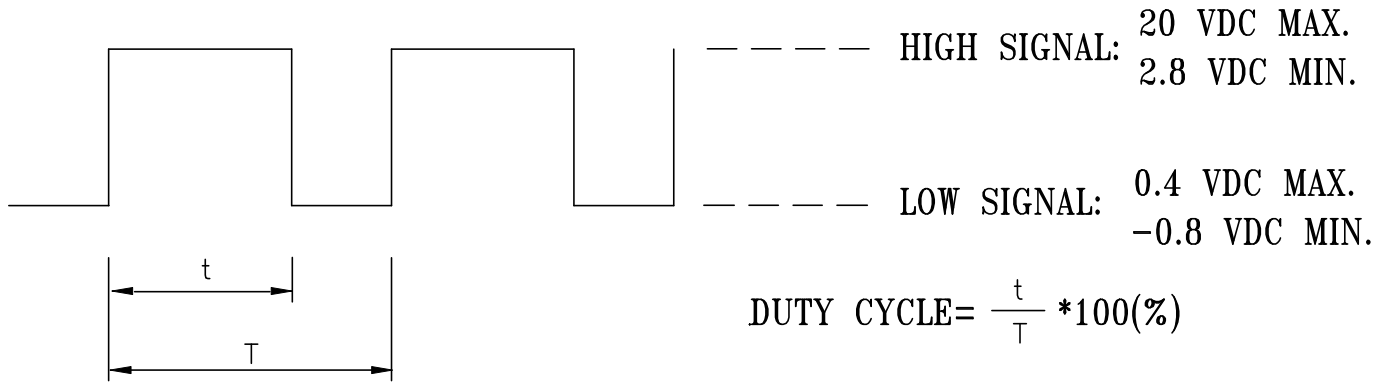 20 VDC MAX.
HIGH SIGNAL:
2.8 VDC MIN.
0.4 VDC MAX.
LOW SIGNAL:
-0.8 VDC MIN.
t
T
DUTY CYCLE= t/T *100(%)